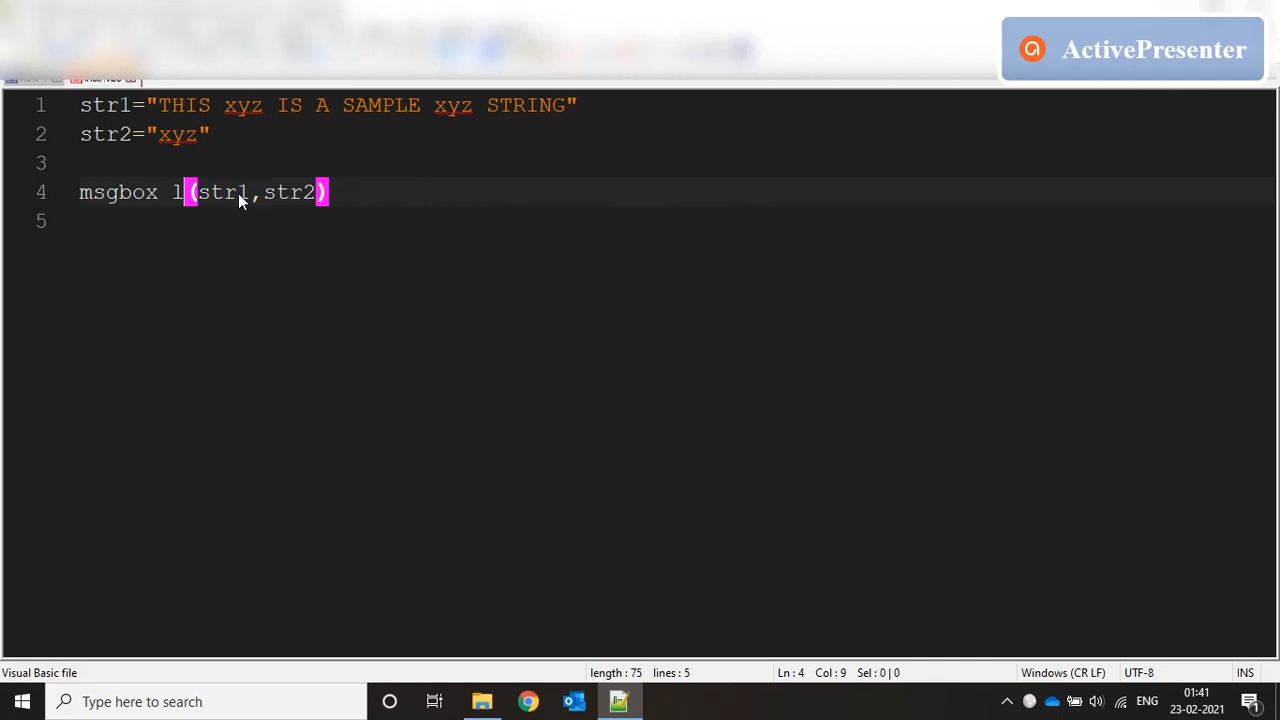 ActivePresenter
1 str1="THIS xyz IS A SAMPLE xyz STRING"
2 str2="xyz"
3
4 msgbox l(str1,str2)
5
Visual Basic file length : 75 lines : 5 Ln : 4 Col : 9 Sel : 0 | 0 Windows (CR LF) UTF-8 INS
Type here to search ENG 01:41
23-02-2021 1